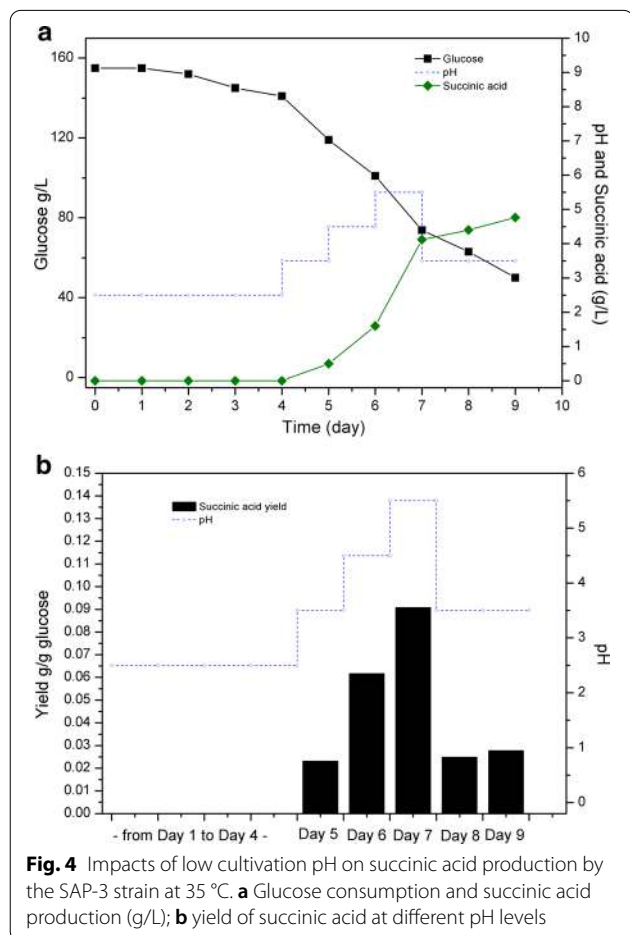 a
160
120
80
40
0
Glucose g/L
Glucose
pH
Succinic acid
10
9
8
7
6
5
4
3
2
1
0
pH and Succinic acid (g/L)
0 1 2 3 4 5 6 7 8 9 10
Time (day)
b
0.15
0.14
0.13
0.12
0.11
0.10
0.09
0.08
0.07
0.06
0.05
0.04
0.03
0.02
0.01
0.00
Yield g/g glucose
Succinic acid yield
pH
6
5
4
3
2
1
0
pH
- from Day 1 to Day 4 - Day 5 Day 6 Day 7 Day 8 Day 9
Fig. 4 Impacts of low cultivation pH on succinic acid production by
the SAP-3 strain at 35 °C. a Glucose consumption and succinic acid
production (g/L); b yield of succinic acid at different pH levels